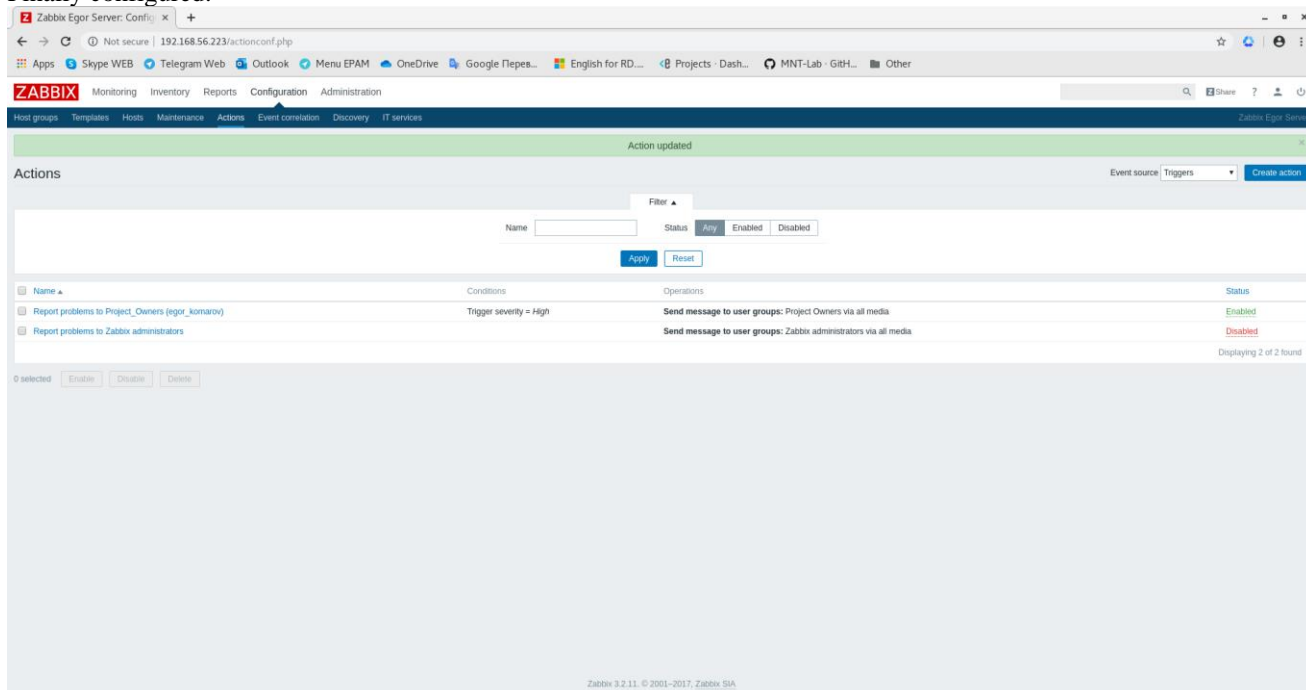 Finally configured:
Zabbix Egor Server: Config
Not secure | 192.168.56.223/actionconf.php
Apps Skype WEB Telegram Web Outlook Menu EPAM OneDrive Google Перев... English for RD.... Projects · Dash... MNT-Lab · GitH... Other
ZABBIX Monitoring Inventory Reports Configuration Administration Share ?
Host groups Templates Hosts Maintenance Actions Event correlation Discovery IT services Zabbix Egor Serve
Action updated
Actions Event source Triggers Create action
Filter
Name Status Any Enabled Disabled
Apply Reset
Name Conditions Operations Status
Report problems to Project_Owners (egor_komarov) Trigger severity = High Send message to user groups: Project Owners via all media Enabled
Report problems to Zabbix administrators Send message to user groups: Zabbix administrators via all media Disabled
Displaying 2 of 2 found
0 selected Enable Disable Delete
Zabbix 3.2.11. © 2001–2017, Zabbix SIA